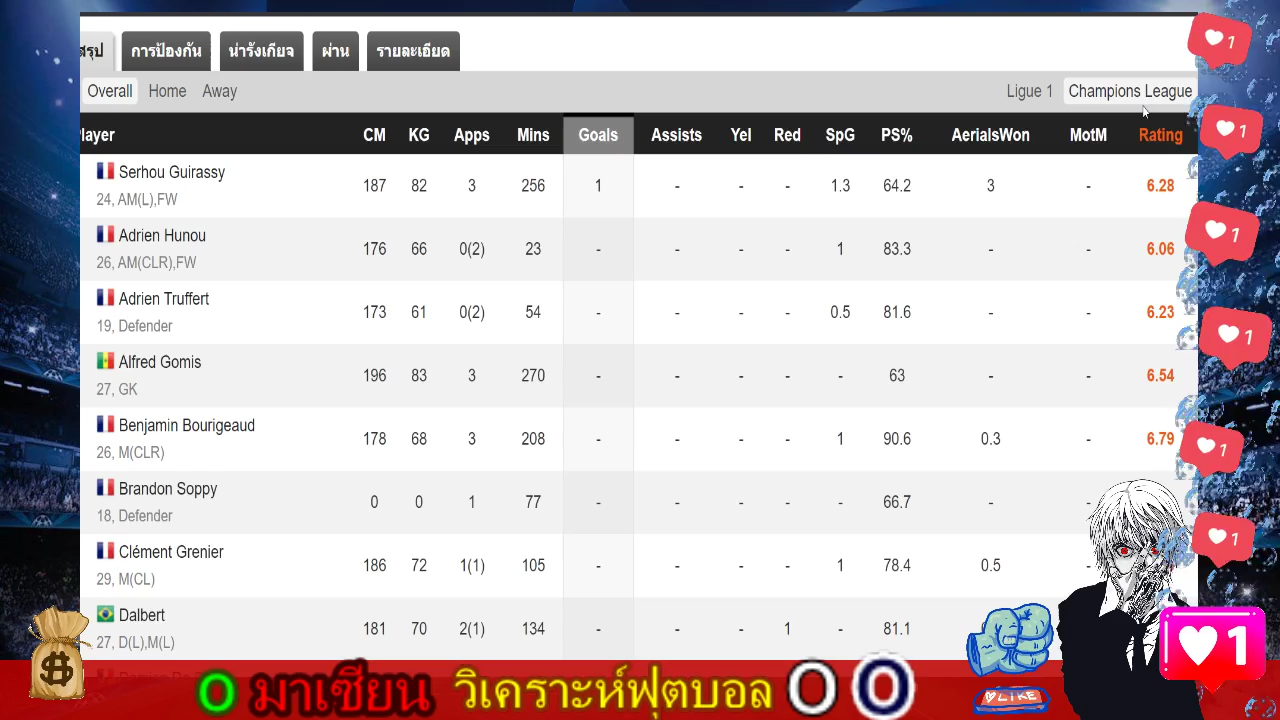 สรุป การป้องกัน น่ารังเกียจ ผ่าน รายละเอียด
Overall Home Away Ligue 1 Champions League
Player CM KG Apps Mins Goals Assists Yel Red SpG PS% AerialsWon MotM Rating
Serhou Guirassy
187 82 3 256 1 - - - 1.3 64.2 3 - 6.28
24, AM(L),FW
Adrien Hunou
176 66 0(2) 23 - - - - 1 83.3 - - 6.06
26, AM(CLR),FW
Adrien Truffert
173 61 0(2) 54 - - - - 0.5 81.6 - - 6.23
19, Defender
Alfred Gomis
196 83 3 270 - - - - - 63 - - 6.54
27, GK
Benjamin Bourigeaud
178 68 3 208 - - - - 1 90.6 0.3 - 6.79
26, M(CLR)
Brandon Soppy
0 0 1 77 - - - - - 66.7 - -
18, Defender
Clément Grenier
186 72 1(1) 105 - - - - 1 78.4 0.5 -
29, M(CL)
Dalbert
181 70 2(1) 134 - - - 1 - 81.1
27, D(L),M(L)
o มาเซียน วิเคราะห์ฟุตบอล O O
1
1
1
1
1
1
1
LIKE
$